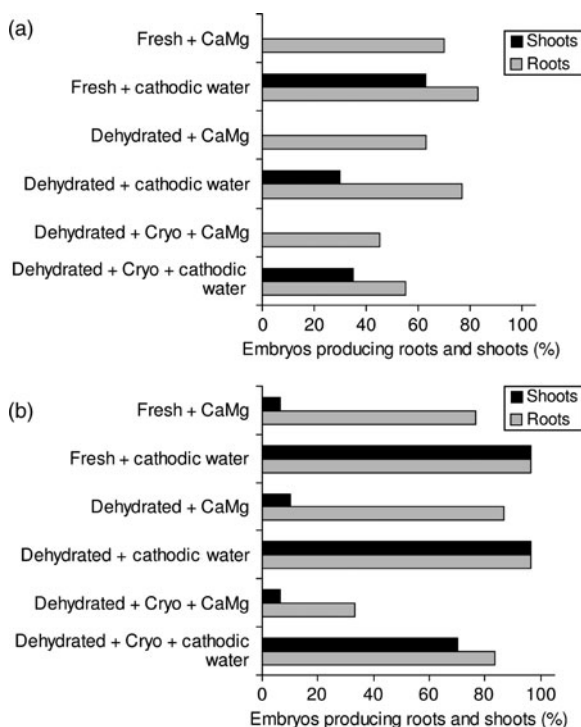 (a)
Shoots
Roots
Fresh + CaMg
Fresh + cathodic water
Dehydrated + CaMg
Dehydrated + cathodic water
Dehydrated + Cryo + CaMg
Dehydrated + Cryo + cathodic
water
0 20 40 60 80 100
Embryos producing roots and shoots (%)
(b)
Shoots
Roots
Fresh + CaMg
Fresh + cathodic water
Dehydrated + CaMg
Dehydrated + cathodic water
Dehydrated + Cryo + CaMg
Dehydrated + Cryo + cathodic
water
0 20 40 60 80 100
Embryos producing roots and shoots (%)